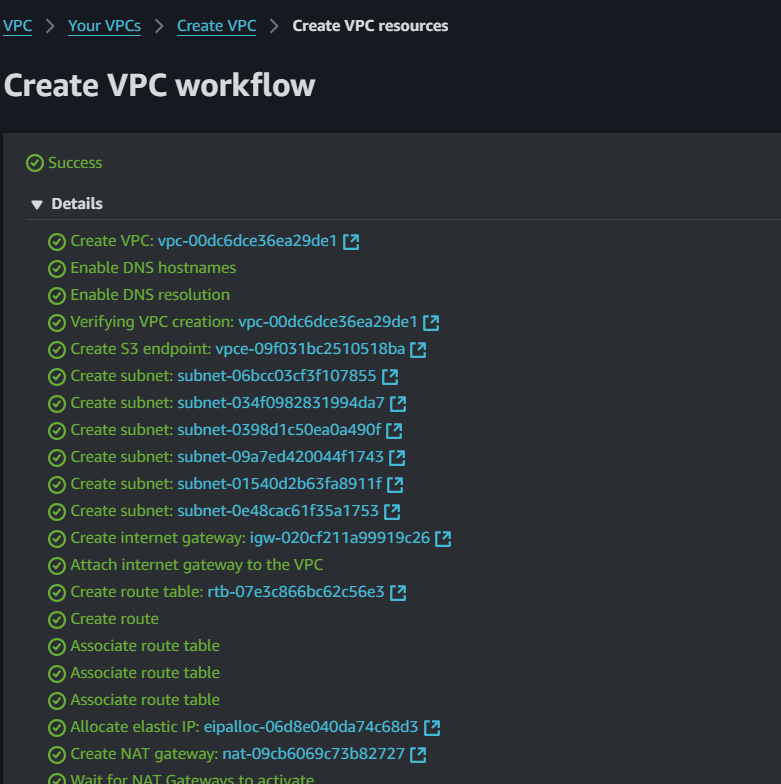 VPC > Your VPCs > Create VPC > Create VPC resources
Create VPC workflow
Success
Details
Create VPC: vpc-00dc6dce36ea29de1
Enable DNS hostnames
Enable DNS resolution
Verifying VPC creation: vpc-00dc6dce36ea29de1
Create S3 endpoint: vpce-09f031bc2510518ba
Create subnet: subnet-06bcc03cf3f107855
Create subnet: subnet-034f0982831994da7
Create subnet: subnet-0398d1c50ea0a490f
Create subnet: subnet-09a7ed420044f1743
Create subnet: subnet-01540d2b63fa8911f
Create subnet: subnet-0e48cac61f35a1753
Create internet gateway: igw-020cf211a99919c26
Attach internet gateway to the VPC
Create route table: rtb-07e3c866bc62c56e3
Create route
Associate route table
Associate route table
Associate route table
Allocate elastic IP: eipalloc-06d8e040da74c68d3
Create NAT gateway: nat-09cb6069c73b82727
Wait for NAT Gateways to activate